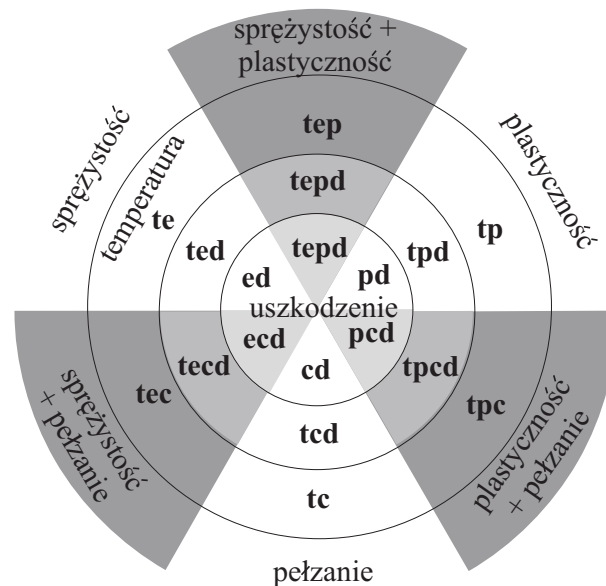 sprężystość +
plastyczność
sprężystość
plastyczność
temperatura
tep
te
tp
tepd
ted
tpd
tepd
ed
pd
uszkodzenie
ecd
pcd
cd
tecd
tpcd
tcd
tec
tpc
tc
sprężystość
+ pełzanie
plastyczność
+ pełzanie
pełzanie